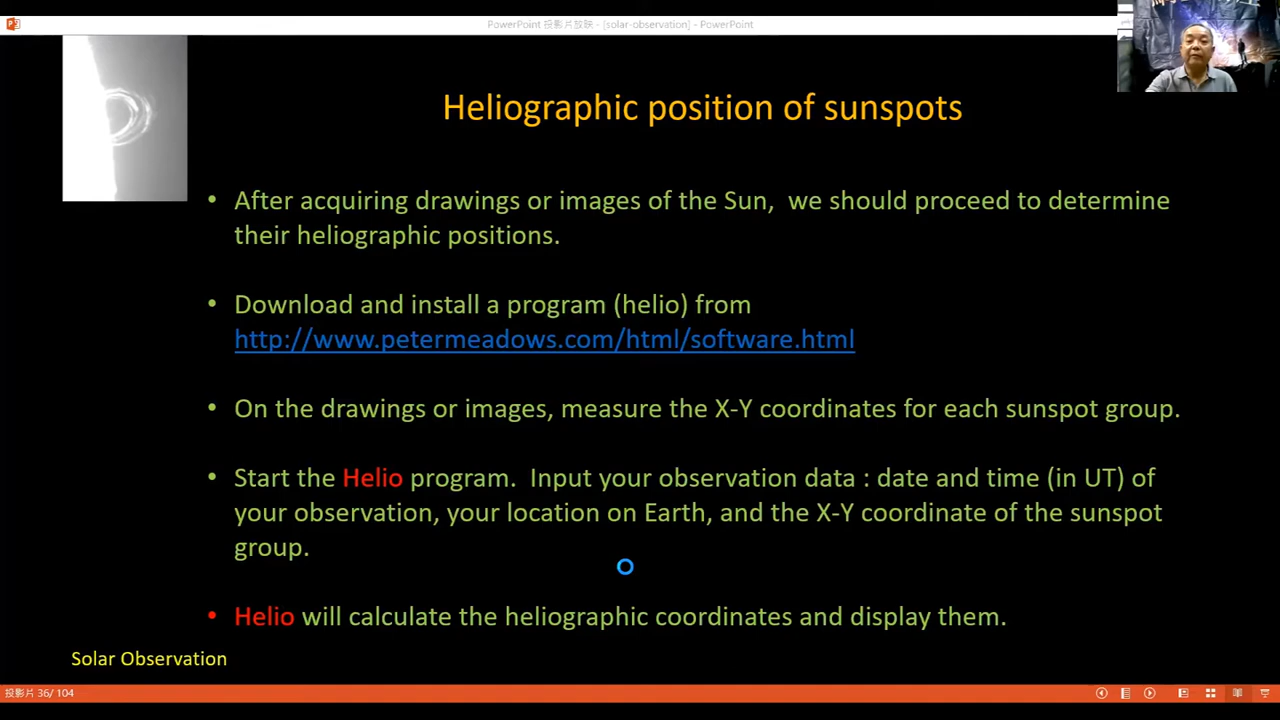 PowerPoint 投影片放映 - [solar-observation] - PowerPoint
Heliographic position of sunspots
• After acquiring drawings or images of the Sun, we should proceed to determine
their heliographic positions.
• Download and install a program (helio) from
http://www.petermeadows.com/html/software.html
• On the drawings or images, measure the X-Y coordinates for each sunspot group.
• Start the Helio program. Input your observation data : date and time (in UT) of
your observation, your location on Earth, and the X-Y coordinate of the sunspot
group.
• Helio will calculate the heliographic coordinates and display them.
Solar Observation
投影片 36/ 104